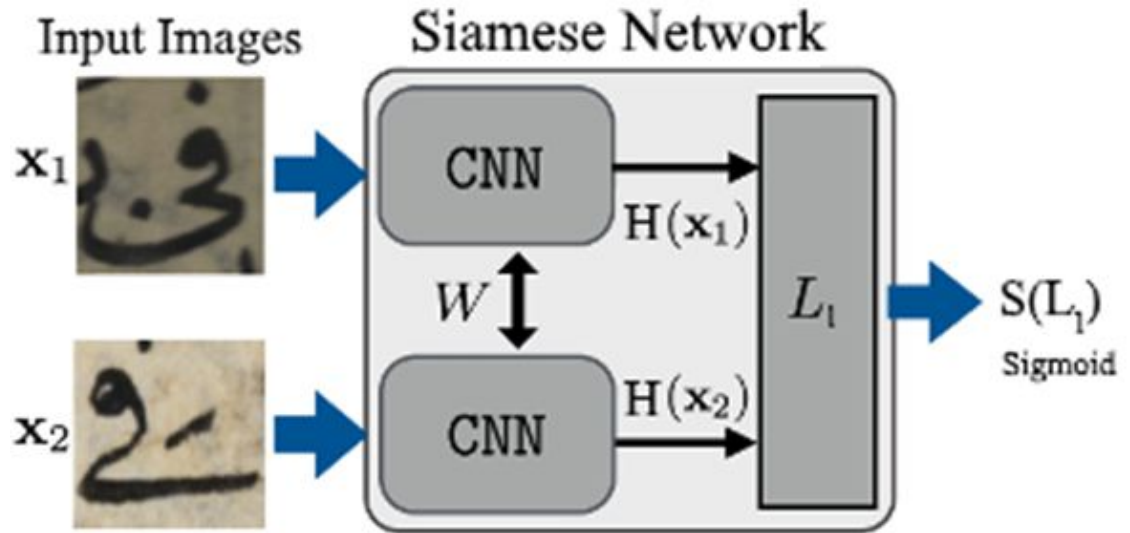 Input Images
Siamese Network
x₁
CNN
H(x₁)
W
L₁
S(L₁)
Sigmoid
x₂
CNN
H(x₂)